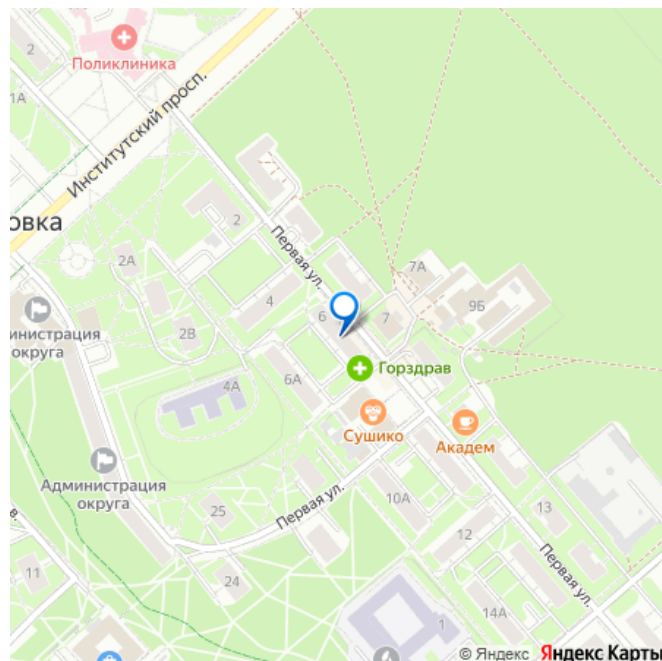 2
Поликлиника
1А
Институтский просп.
овка
2
2А
Первая ул.
7А
4
6
7
9Б
министрация
округа
2В
Горздрав
6А
4А
Сушико
Академ
Администрация
округа
10А
25
Первая ул.
13
12
в.
11
24
Первая ул.
14А
1
© Яндекс Яндекс Карты